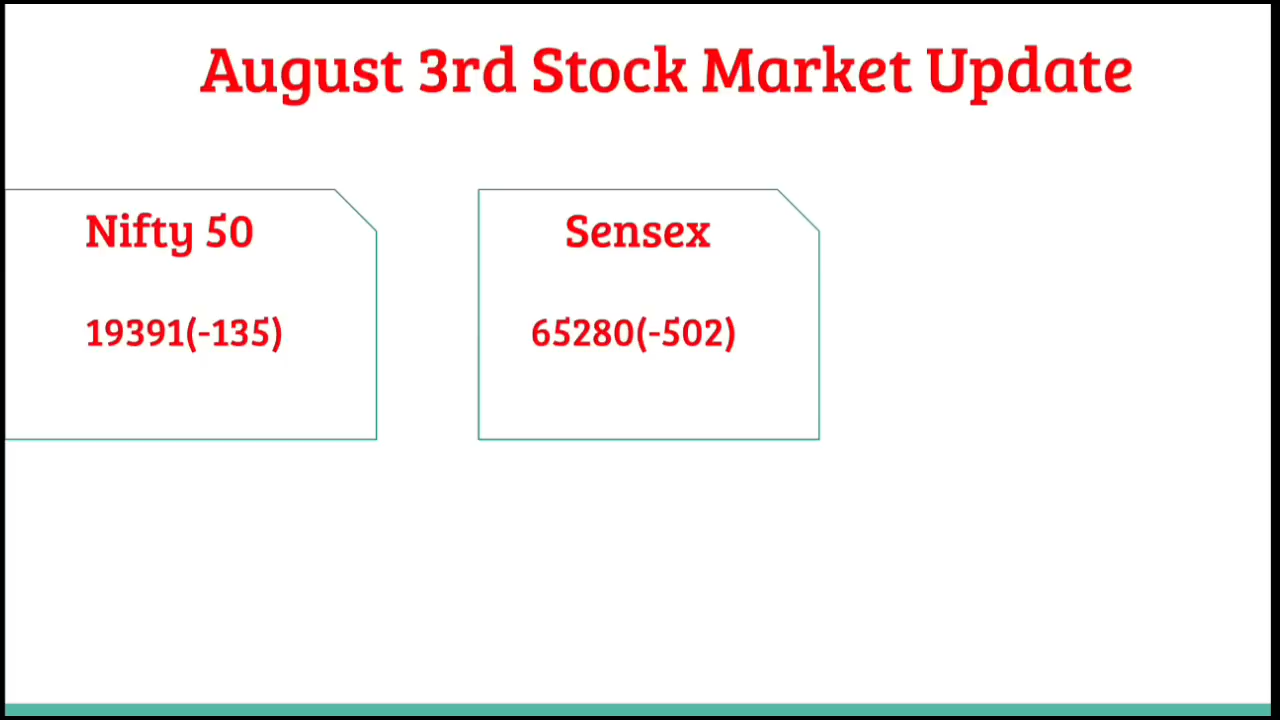 August 3rd Stock Market Update
Nifty 50
19391(-135)
Sensex
65280(-502)